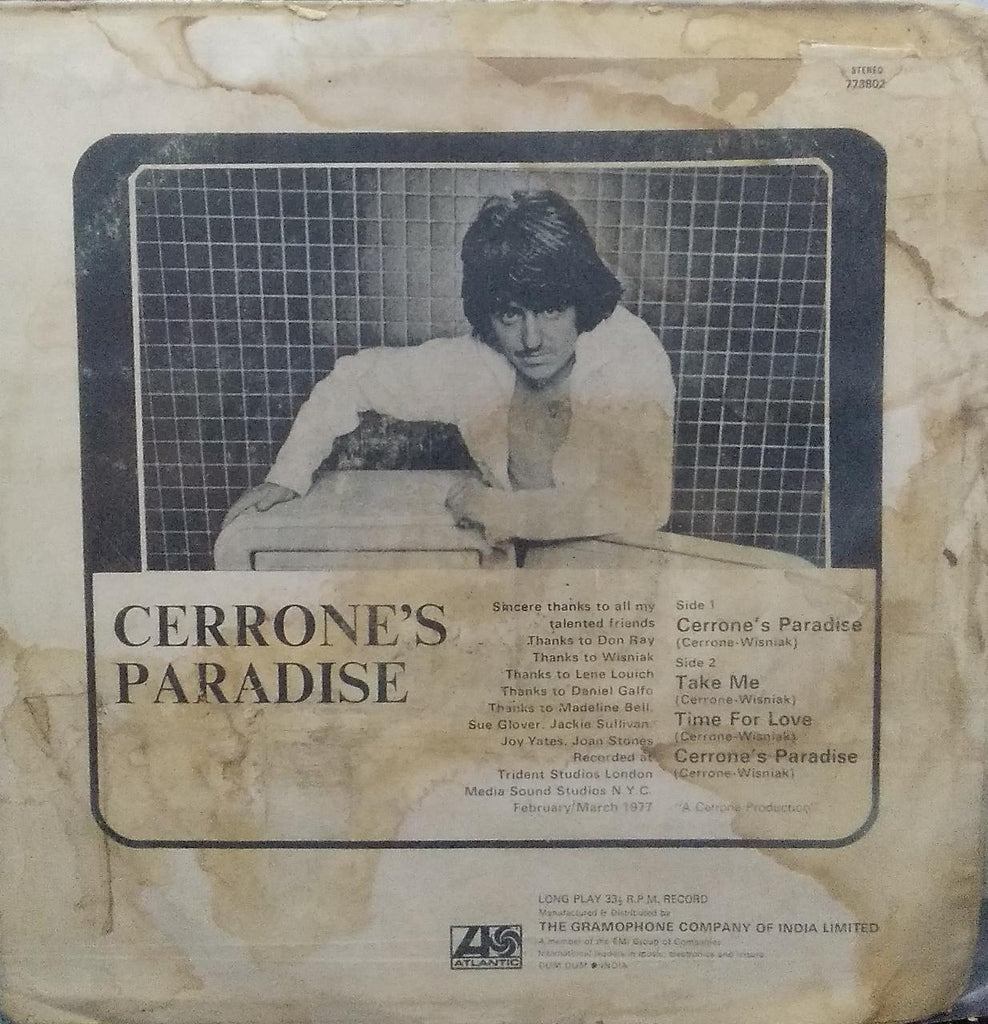 STEREO
773802
CERRONE'S
PARADISE
Sincere thanks to all my
talented friends
Thanks to Don Ray
Thanks to Wisniak
Thanks to Lene Louich
Thanks to Daniel Galfo
Thanks to Madeline Bell,
Sue Glover, Jackie Sullivan,
Joy Yates, Joan Stones
Recorded at
Trident Studios London
Media Sound Studios N.Y.C.
February/March 1977
Side 1
Cerrone's Paradise
(Cerrone-Wisniak)
Side 2
Take Me
(Cerrone-Wisniak)
Time For Love
(Cerrone-Wisniak)
Cerrone's Paradise
(Cerrone-Wisniak)
"A Cerrone Production"
ATLANTIC
LONG PLAY 33⅓ R.P.M. RECORD
Manufactured & Distributed by
THE GRAMOPHONE COMPANY OF INDIA LIMITED
A member of the EMI Group of Companies
International leaders in music, electronics and leisure
DUM DUM ● INDIA